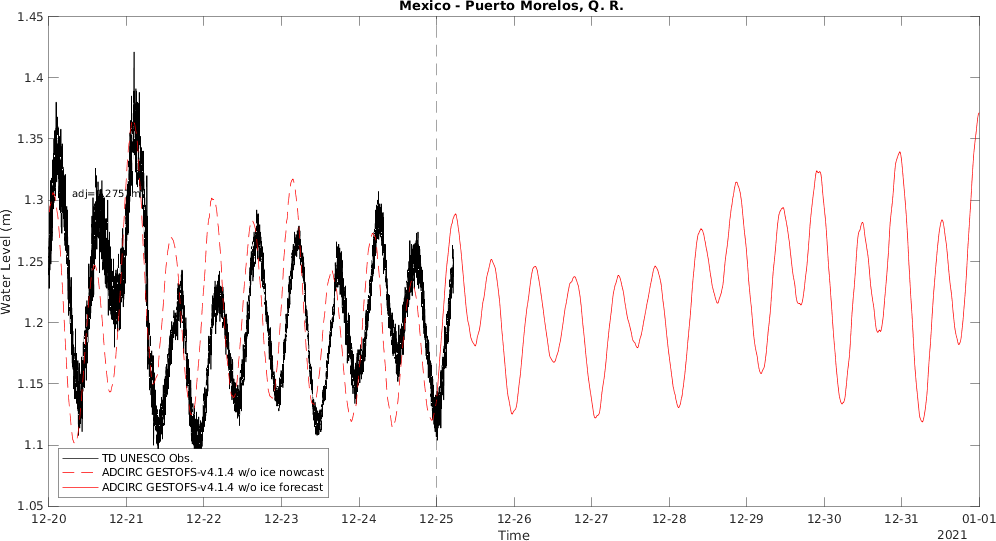 Mexico - Puerto Morelos, Q. R.
1.45
1.4
1.35
1.3
1.25
1.2
1.15
1.1
1.05
Water Level (m)
TD UNESCO Obs.
ADCIRC GESTOFS-v4.1.4 w/o ice nowcast
ADCIRC GESTOFS-v4.1.4 w/o ice forecast
12-20 12-21 12-22 12-23 12-24 12-25 12-26 12-27 12-28 12-29 12-30 12-31 01-01
Time
2021